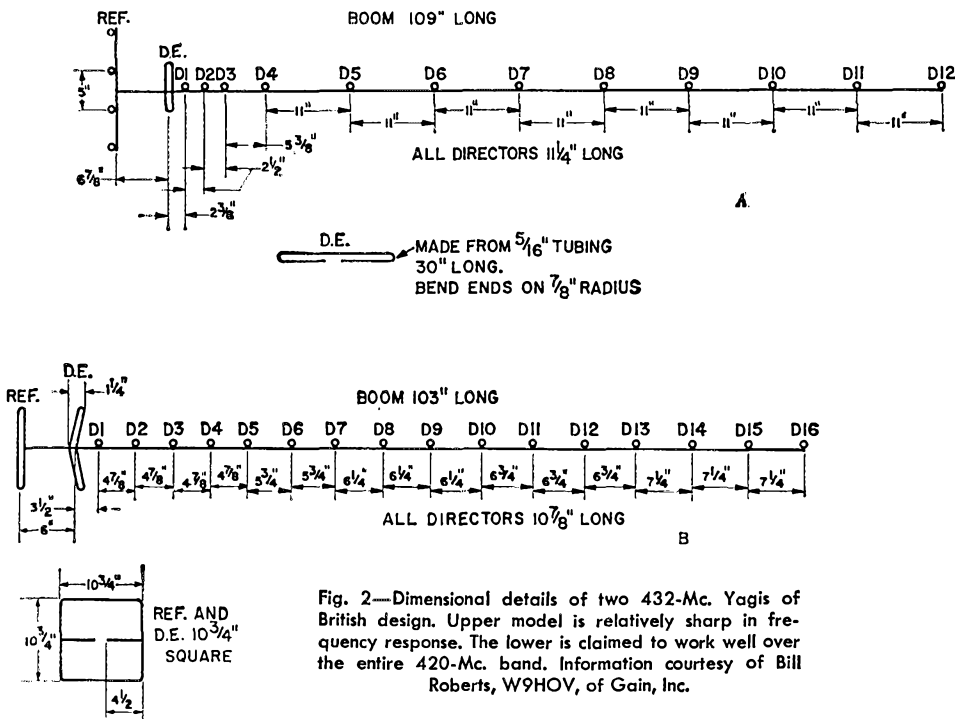 BOOM 109" LONG
REF.
D.E.
D1 D2 D3 D4 D5 D6 D7 D8 D9 D10 D11 D12
5"
11" 11" 11" 11"
11" 11" 11" 11"
5 3/8"
ALL DIRECTORS 11 1/4" LONG
2 1/2"
6 7/8"
2 3/8"
A
D.E.
MADE FROM 5/16" TUBING
30" LONG.
BEND ENDS ON 7/8" RADIUS
D.E.
1 1/4"
REF.
BOOM 103" LONG
D1 D2 D3 D4 D5 D6 D7 D8 D9 D10 D11 D12 D13 D14 D15 D16
4 7/8" 4 7/8" 4 7/8" 4 7/8" 5 3/4" 5 3/4" 6 1/4" 6 1/4" 6 1/4" 6 3/4" 6 3/4" 6 3/4" 7 1/4" 7 1/4" 7 1/4"
3 1/2"
6"
ALL DIRECTORS 10 7/8" LONG
B
10 3/4"
10 3/4"
REF. AND
D.E. 10 3/4"
SQUARE
4 1/2
Fig. 2—Dimensional details of two 432-Mc. Yagis of
British design. Upper model is relatively sharp in fre-
quency response. The lower is claimed to work well over
the entire 420-Mc. band. Information courtesy of Bill
Roberts, W9HOV, of Gain, Inc.